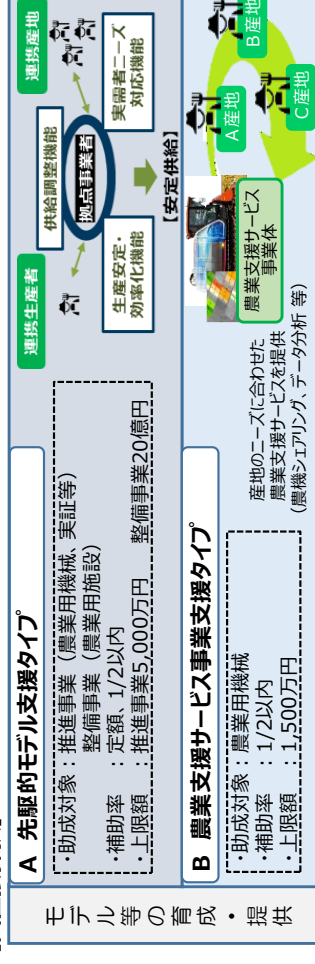 モデル等の育成・提供
A 先駆的モデル支援タイプ
・助成対象：推進事業（農業用機械、実証等）
整備事業（農業用施設）
・補助率 ：定額、1/2以内
・上限額 ：推進事業5,000万円 整備事業20億円
連携生産者
連携産地
供給調整機能
拠点事業者
生産安定・
効率化機能
実需者ニーズ
対応機能
【安定供給】
B 農業支援サービス事業支援タイプ
・助成対象：農業用機械
・補助率 ：1/2以内
・上限額 ：1,500万円
産地のニーズに合わせた
農業支援サービスを提供
（農機シェアリング、データ分析 等）
農業支援サービス
事業体
A産地
B産地
C産地